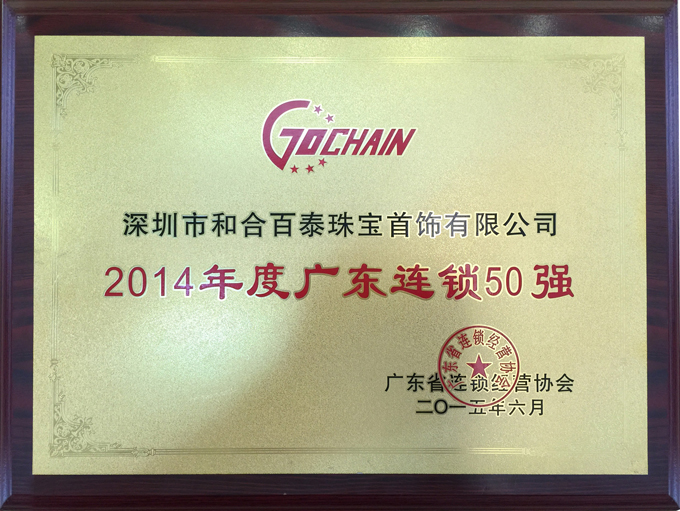 GOCHAIN
深圳市和合百泰珠宝首饰有限公司
2014年度广东连锁50强
广东省连锁经营协会
广东省连锁经营协会
二〇一五年六月